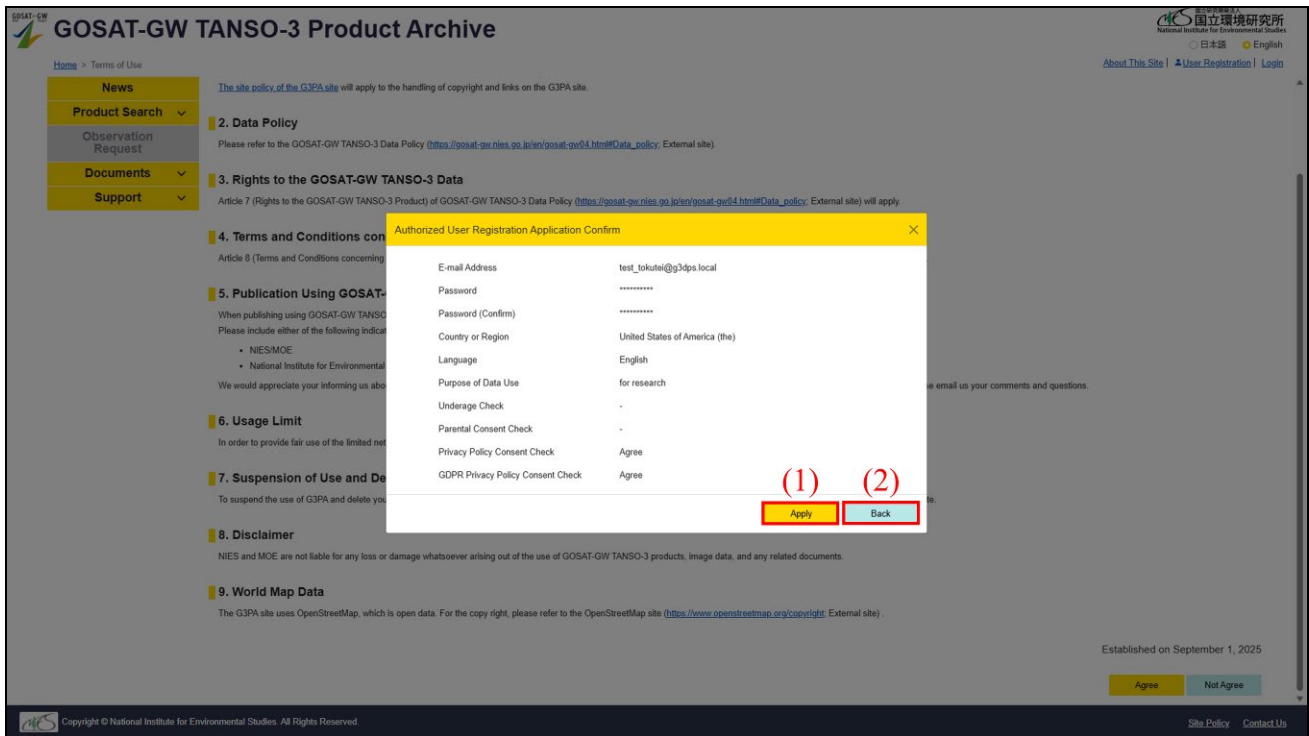 GOSAT-GW
GOSAT-GW TANSO-3 Product Archive
国立研究開発法人
国立環境研究所
National Institute for Environmental Studies
日本語 English
Home > Terms of Use
About This Site | User Registration | Login
News
Product Search
Observation
Request
Documents
Support
The site policy of the G3PA site will apply to the handling of copyright and links on the G3PA site.
2. Data Policy
Please refer to the GOSAT-GW TANSO-3 Data Policy (https://gosat-gw.nies.go.jp/en/gosat-gw04.html#Data_policy; External site).
3. Rights to the GOSAT-GW TANSO-3 Data
Article 7 (Rights to the GOSAT-GW TANSO-3 Product) of GOSAT-GW TANSO-3 Data Policy (https://gosat-gw.nies.go.jp/en/gosat-gw04.html#Data_policy; External site) will apply.
4. Terms and Conditions con
Article 8 (Terms and Conditions concerning
5. Publication Using GOSAT-
When publishing using GOSAT-GW TANSO
Please include either of the following indicat
• NIES/MOE
• National Institute for Environmental
We would appreciate your informing us abo
e email us your comments and questions.
6. Usage Limit
In order to provide fair use of the limited net
7. Suspension of Use and De
To suspend the use of G3PA and delete you
te.
Authorized User Registration Application Confirm
E-mail Address test_tokutei@g3dps.local
Password **********
Password (Confirm) **********
Country or Region United States of America (the)
Language English
Purpose of Data Use for research
Underage Check -
Parental Consent Check -
Privacy Policy Consent Check Agree
GDPR Privacy Policy Consent Check Agree
(1) (2)
Apply Back
8. Disclaimer
NIES and MOE are not liable for any loss or damage whatsoever arising out of the use of GOSAT-GW TANSO-3 products, image data, and any related documents.
9. World Map Data
The G3PA site uses OpenStreetMap, which is open data. For the copy right, please refer to the OpenStreetMap site (https://www.openstreetmap.org/copyright; External site) .
Established on September 1, 2025
Agree Not Agree
NIES Copyright © National Institute for Environmental Studies. All Rights Reserved.
Site Policy Contact Us